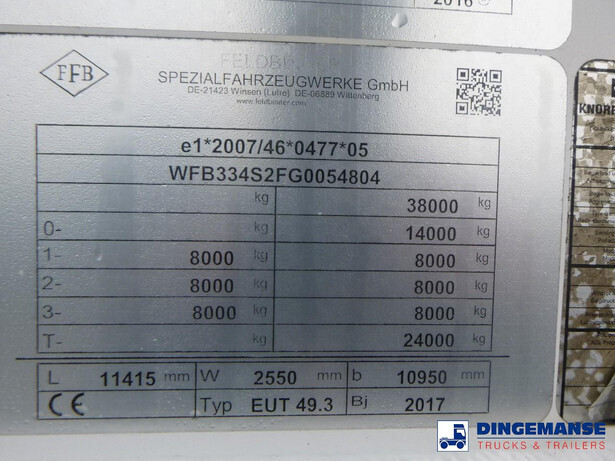 2016
FFB
FELDBINDER
SPEZIALFAHRZEUGWERKE GmbH
DE-21423 Winsen (Luhe) DE-06889 Wittenberg
www.feldbinder.com
e1*2007/46*0477*05
WFB334S2FG0054804
kg 38000 kg
0- kg 14000 kg
1- 8000 kg 8000 kg
2- 8000 kg 8000 kg
3- 8000 kg 8000 kg
T- kg 24000 kg
L 11415 mm W 2550 mm b 10950 mm
CE Typ EUT 49.3 Bj 2017
DINGEMANSE
TRUCKS & TRAILERS